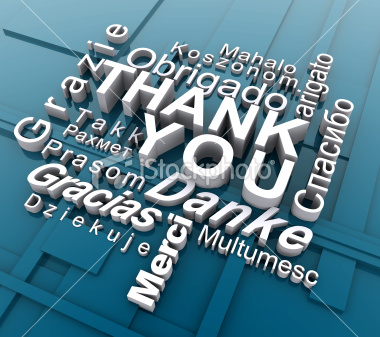 Mahalo
Koszonom
Obrigado
Grazie
arigato
THANK
YOU
Takk
Рахмет
Prasom
Спасибо
Gracias
Danke
Dziekuje
Merci
Multumesc
iStockphoto